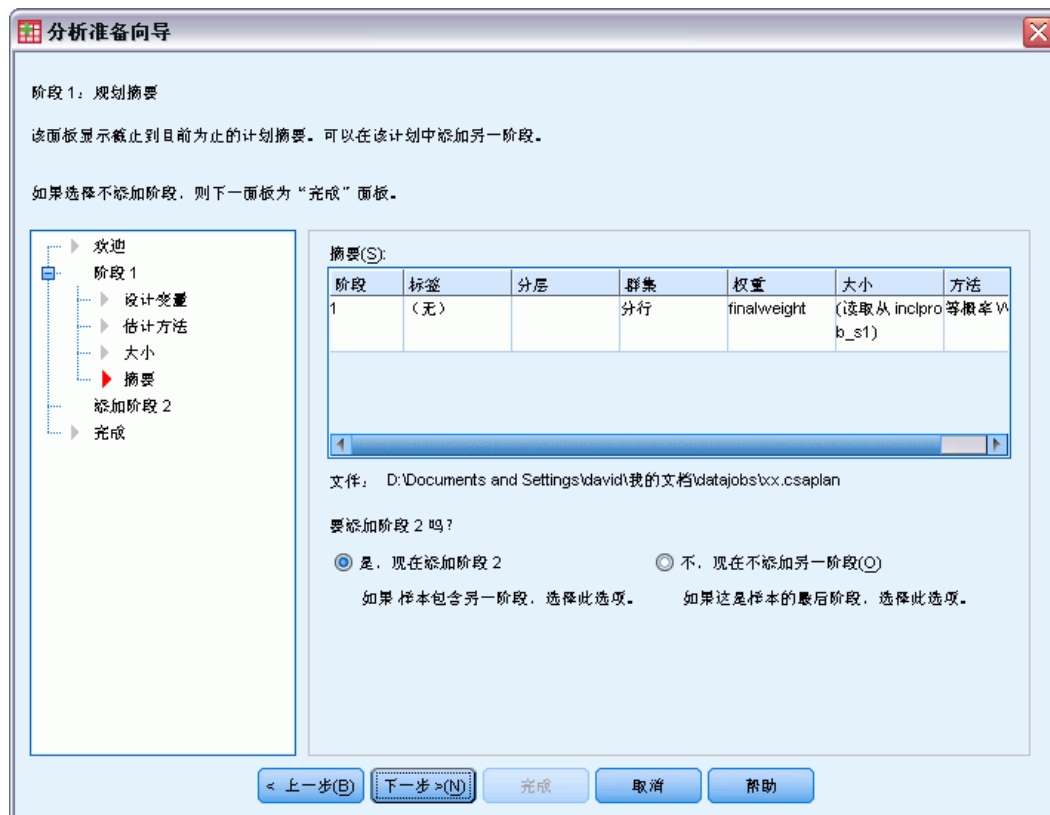 分析准备向导
阶段 1：规划摘要
该面板显示截止到目前为止的计划摘要。可以在该计划中添加另一阶段。
如果选择不添加阶段，则下一面板为“完成”面板。
欢迎
阶段 1
设计变量
估计方法
大小
摘要
添加阶段 2
完成
摘要(S):
阶段 标签 分层 群集 权重 大小 方法
1 （无） 分行 finalweight (读取从 inclpro 等概率 W
b_s1)
文件： D:\Documents and Settings\david\我的文档\datajobs\xx.csaplan
要添加阶段 2 吗?
是，现在添加阶段 2 不，现在不添加另一阶段(O)
如果 样本包含另一阶段，选择此选项。 如果这是样本的最后阶段，选择此选项。
< 上一步(B) 下一步 >(N) 完成 取消 帮助